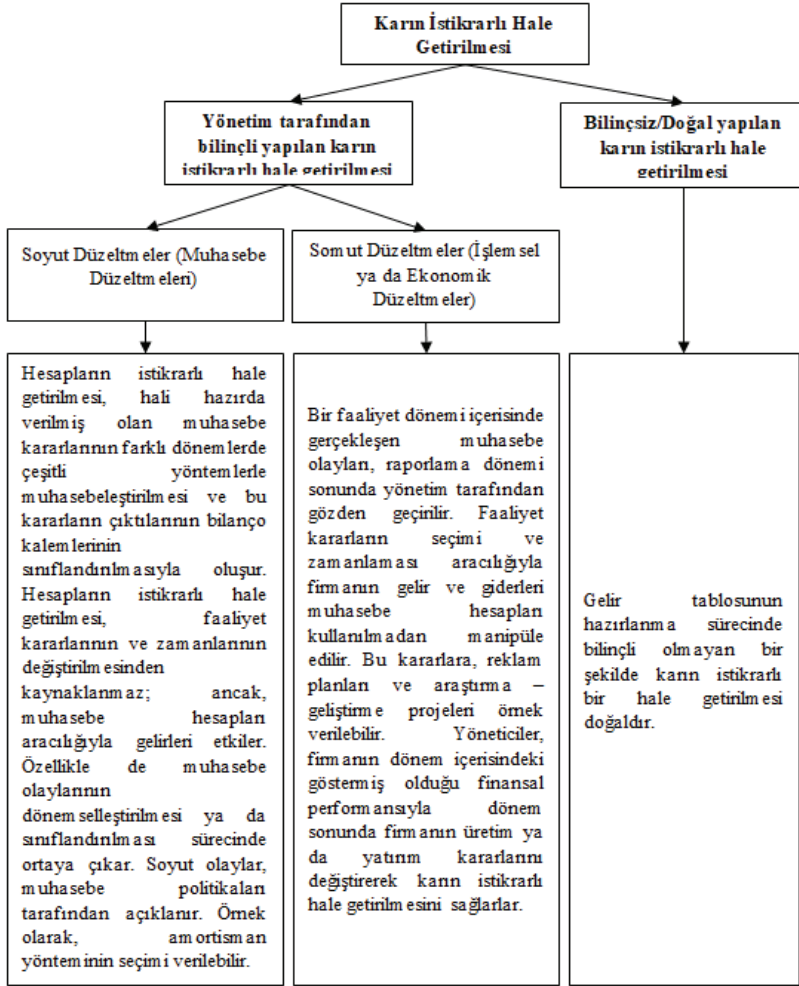 Karın İstikrarlı Hale
Getirilmesi
Yönetim tarafından
bilinçli yapılan karın
istikrarlı hale getirilmesi
Bilinçsiz/Doğal yapılan
karın istikrarlı hale
getirilmesi
Soyut Düzeltmeler (Muhasebe
Düzeltmeleri)
Somut Düzeltmeler (İşlemsel
ya da Ekonomik
Düzeltmeler)
Hesapların istikrarlı hale
getirilmesi, hali hazırda
verilmiş olan muhasebe
kararlarının farklı dönemlerde
çeşitli yöntemlerle
muhasebeleştirilmesi ve bu
kararların çıktılarının bilanço
kalemlerinin
sınıflandırılmasıyla oluşur.
Hesapların istikrarlı hale
getirilmesi, faaliyet
kararlarının ve zamanlarının
değiştirilmesinden
kaynaklanmaz; ancak,
muhasebe hesapları
aracılığıyla gelirleri etkiler.
Özellikle de muhasebe
olaylarının
dönemselleştirilmesi ya da
sınıflandırılması sürecinde
ortaya çıkar. Soyut olaylar,
muhasebe politikaları
tarafından açıklanır. Örnek
olarak, amortisman
yönteminin seçimi verilebilir.
Bir faaliyet dönemi içerisinde
gerçekleşen muhasebe
olayları, raporlama dönemi
sonunda yönetim tarafından
gözden geçirilir. Faaliyet
kararların seçimi ve
zamanlaması aracılığıyla
firmanın gelir ve giderleri
muhasebe hesapları
kullanılmadan manipüle
edilir. Bu kararlara, reklam
planları ve araştırma –
geliştirme projeleri örnek
verilebilir. Yöneticiler,
firmanın dönem içerisindeki
göstermiş olduğu finansal
performansıyla dönem
sonunda firmanın üretim ya
da yatırım kararlarını
değiştirerek karın istikrarlı
hale getirilmesini sağlarlar.
Gelir tablosunun
hazırlanma sürecinde
bilinçli olmayan bir
şekilde karın istikrarlı
bir hale getirilmesi
doğaldır.